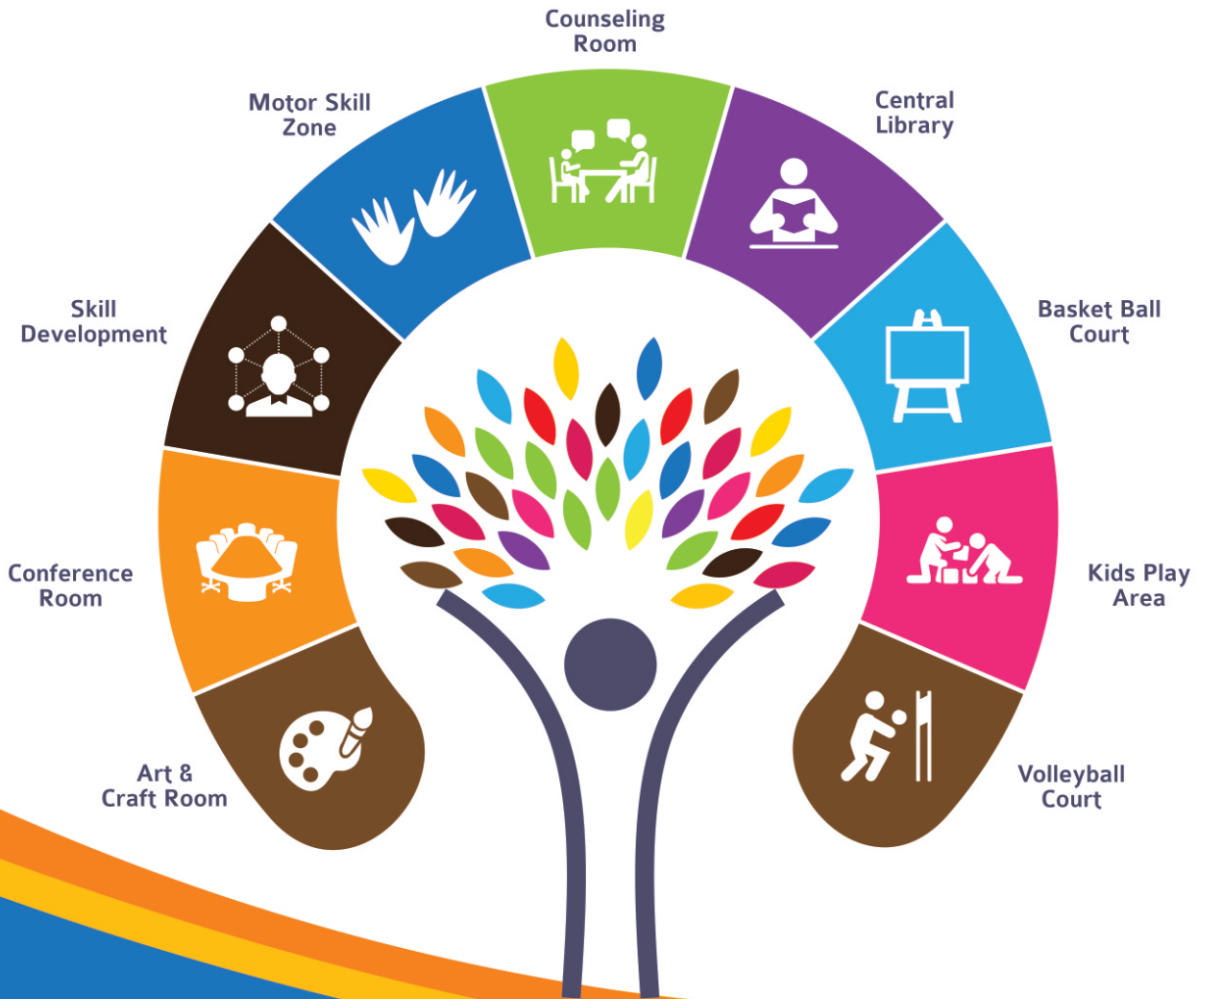 Counseling
Room
Motor Skill
Zone
Central
Library
Skill
Development
Basket Ball
Court
Conference
Room
Kids Play
Area
Art &
Craft Room
Volleyball
Court